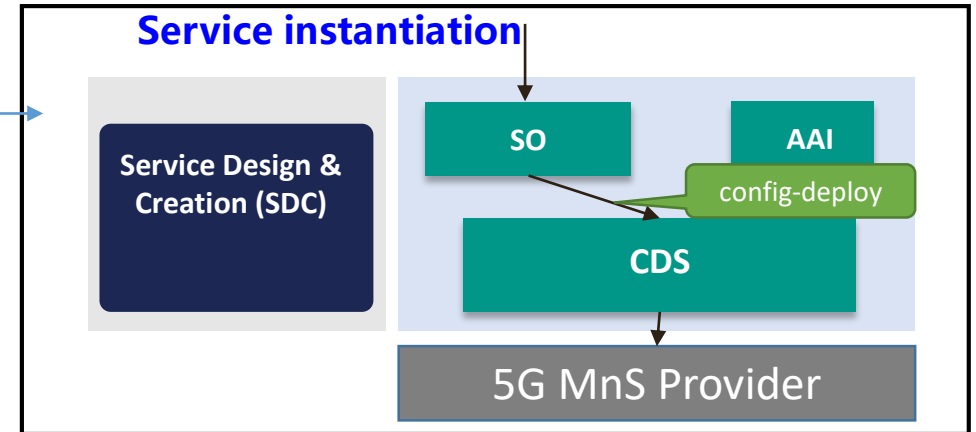 Service instantiation
Service Design &
Creation (SDC)
SO
AAI
config-deploy
CDS
5G MnS Provider